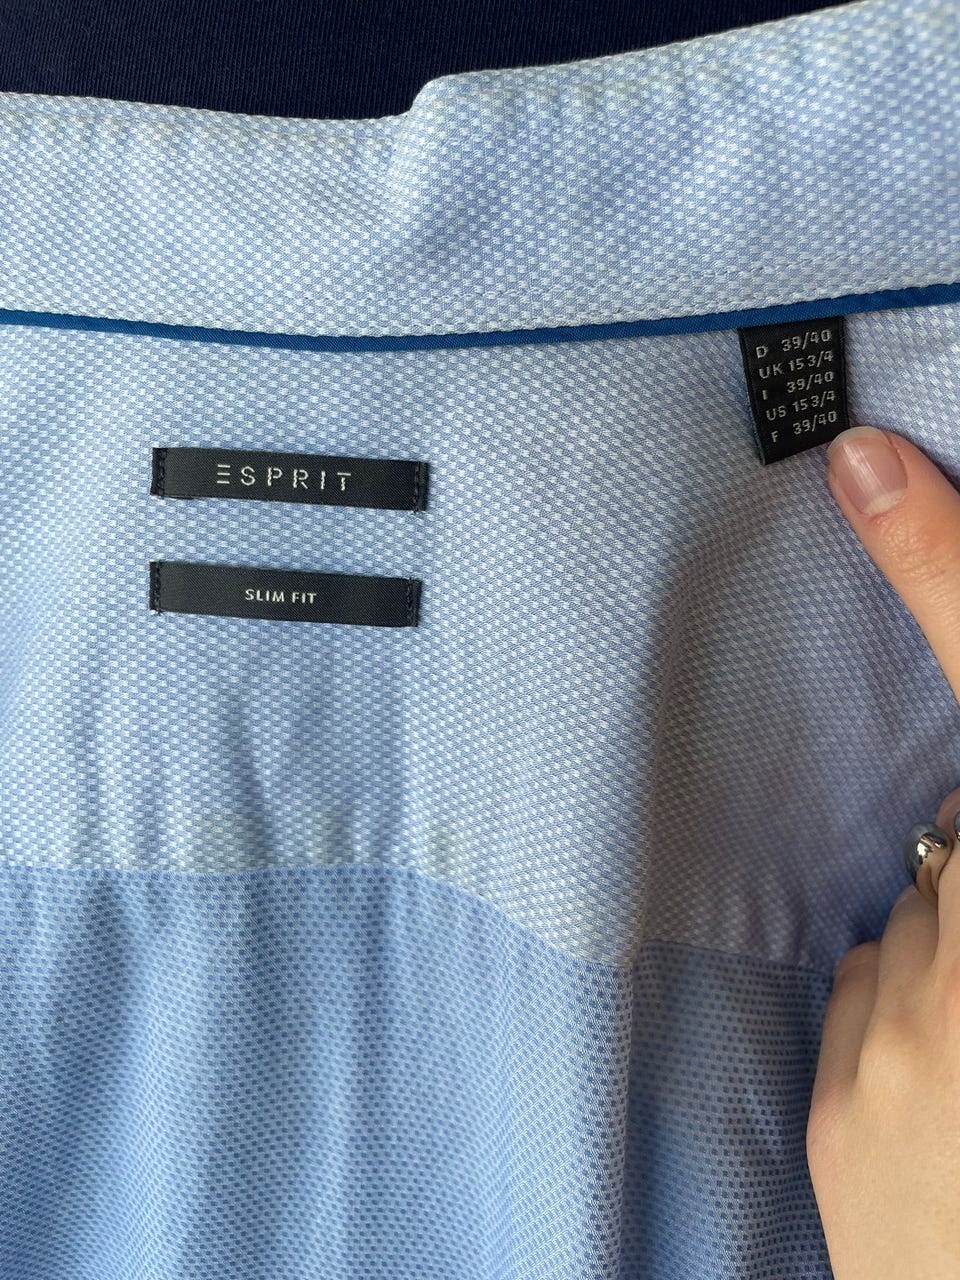 ESPRIT
SLIM FIT
D 39/40
UK 15 3/4
I 39/40
US 15 3/4
F 39/40